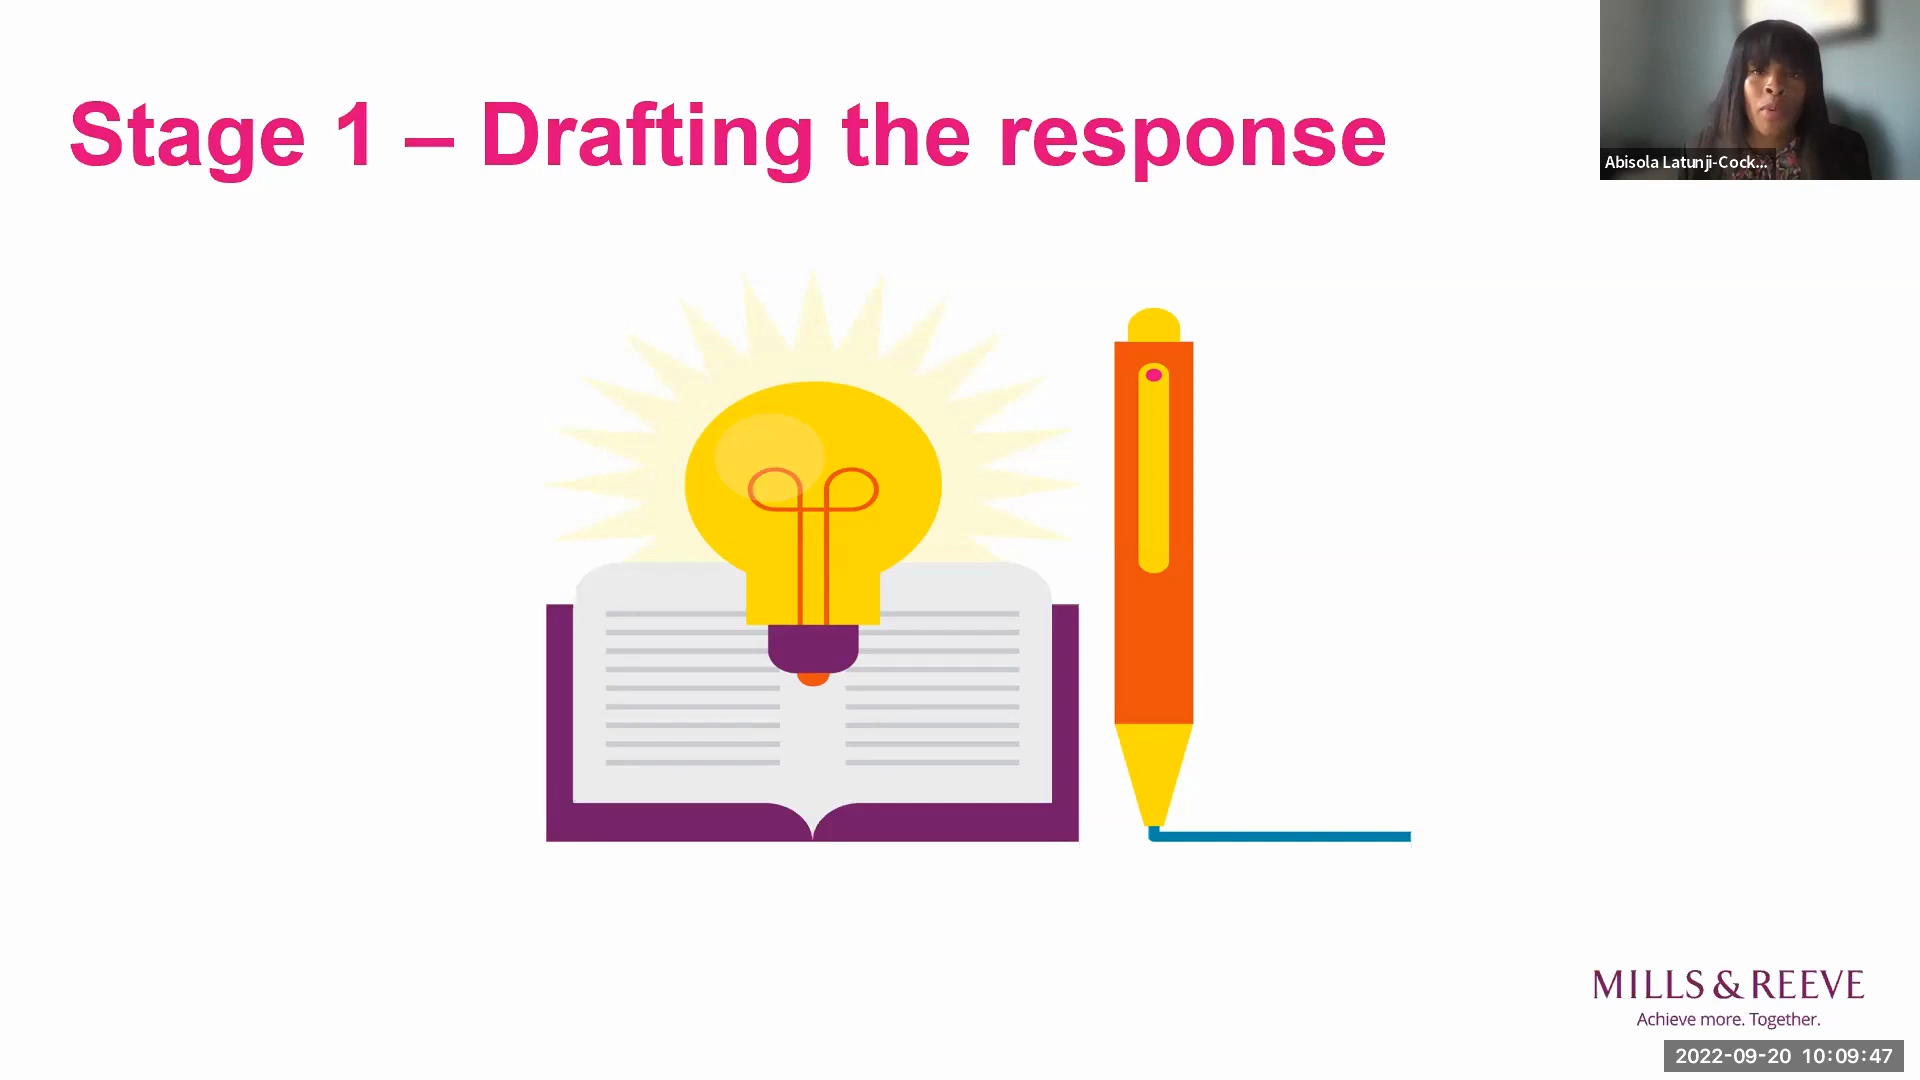 Stage 1 – Drafting the response
Abisola Latunji-Cock...
MILLS & REEVE
Achieve more. Together.
2022-09-20 10:09:47